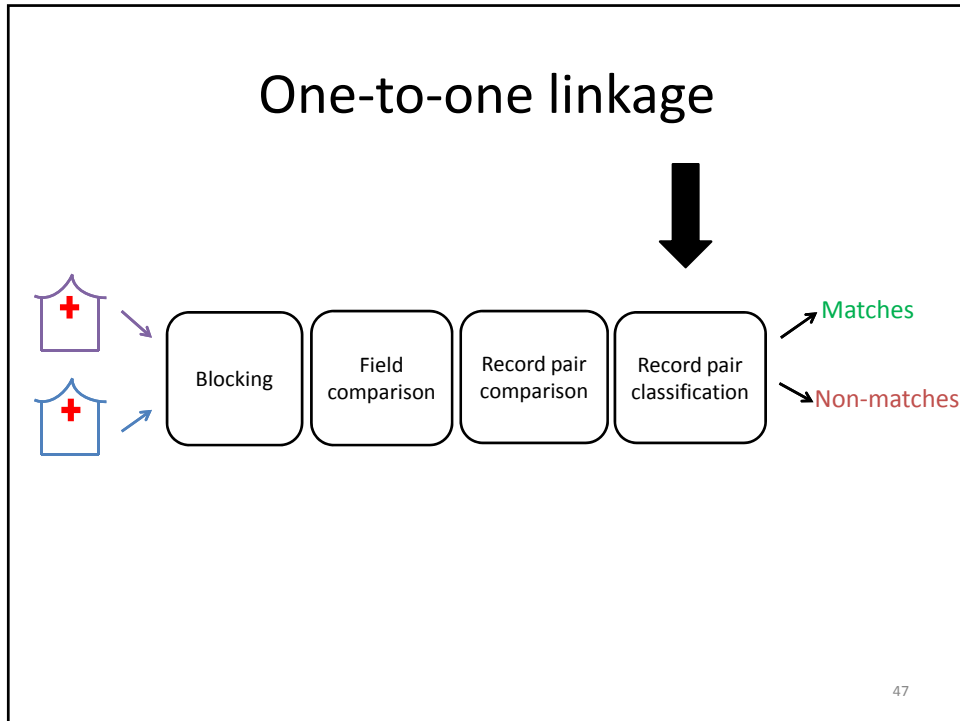 One-to-one linkage
Blocking
Field
comparison
Record pair
comparison
Record pair
classification
Matches
Non-matches
47